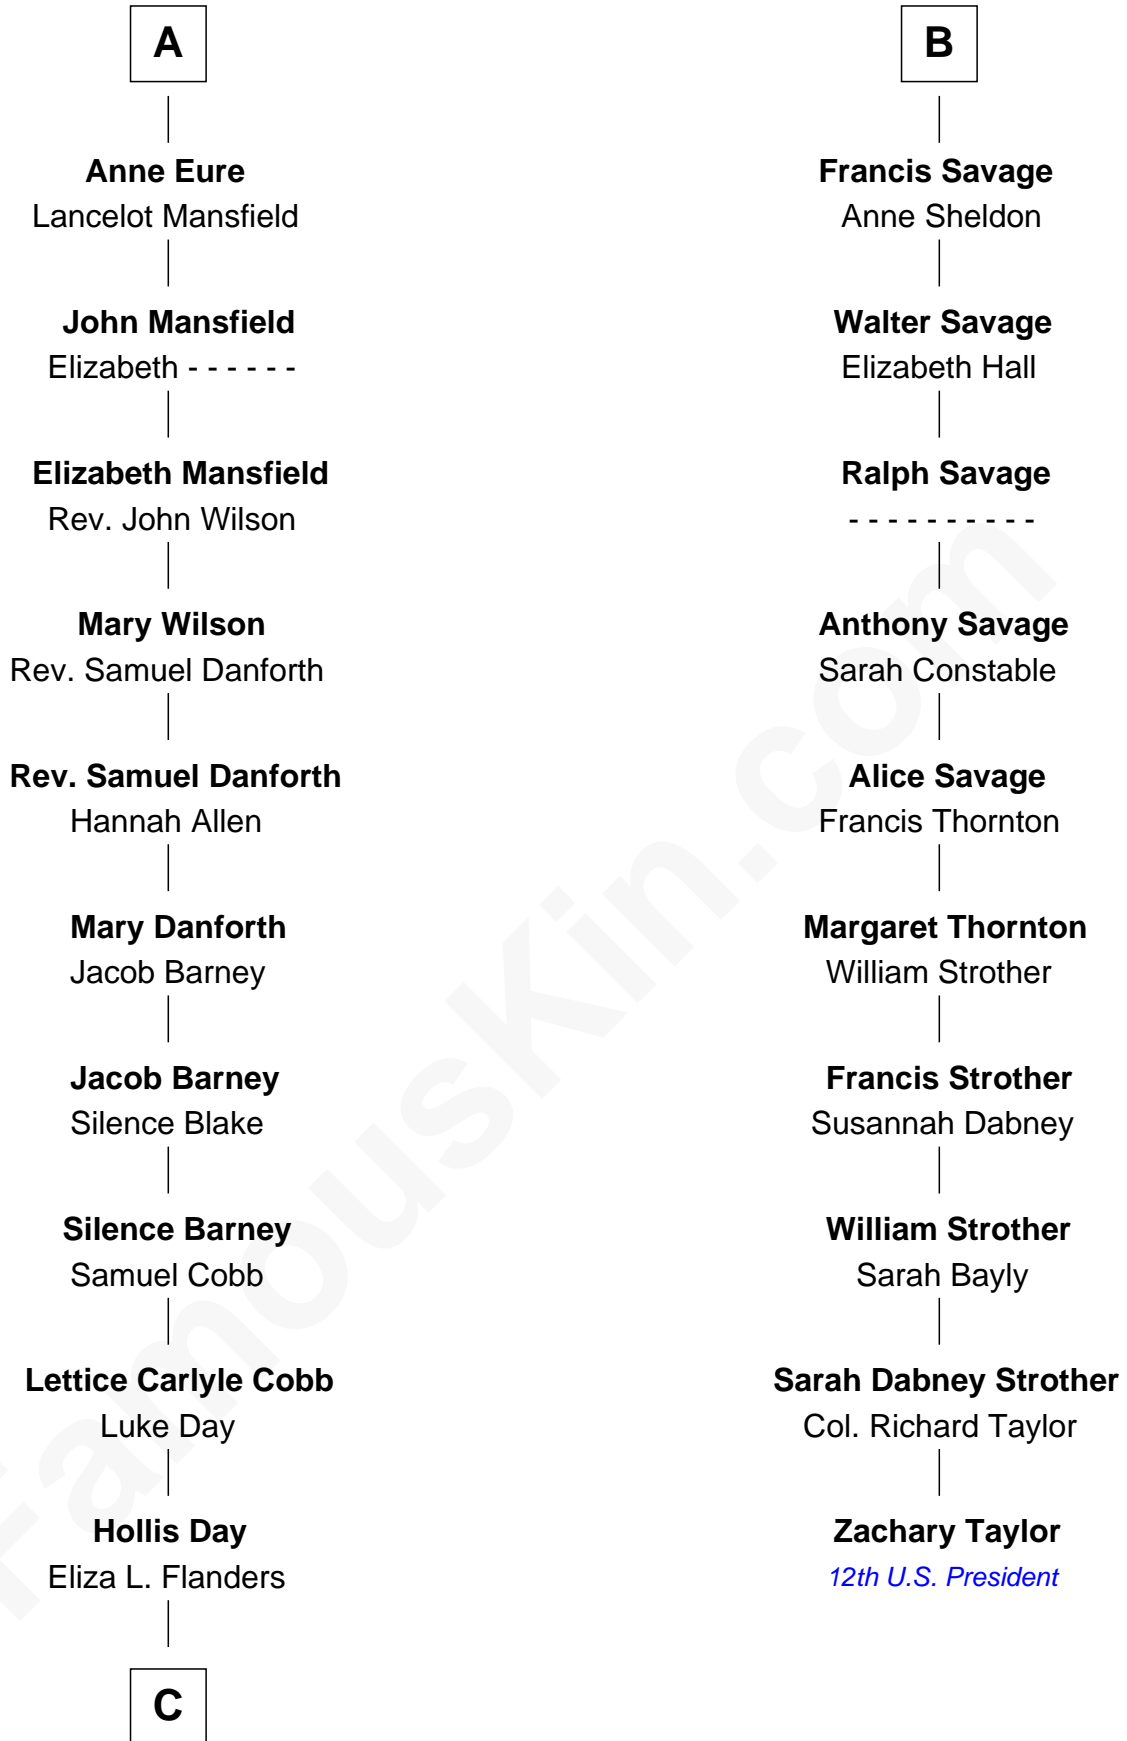 A
Anne Eure
Lancelot Mansfield
John Mansfield
Elizabeth - - - - - -
Elizabeth Mansfield
Rev. John Wilson
Mary Wilson
Rev. Samuel Danforth
Rev. Samuel Danforth
Hannah Allen
Mary Danforth
Jacob Barney
Jacob Barney
Silence Blake
Silence Barney
Samuel Cobb
Lettice Carlyle Cobb
Luke Day
Hollis Day
Eliza L. Flanders
C
B
Francis Savage
Anne Sheldon
Walter Savage
Elizabeth Hall
Ralph Savage
- - - - - - - - - -
Anthony Savage
Sarah Constable
Alice Savage
Francis Thornton
Margaret Thornton
William Strother
Francis Strother
Susannah Dabney
William Strother
Sarah Bayly
Sarah Dabney Strother
Col. Richard Taylor
Zachary Taylor
12th U.S. President
FamousKin.com